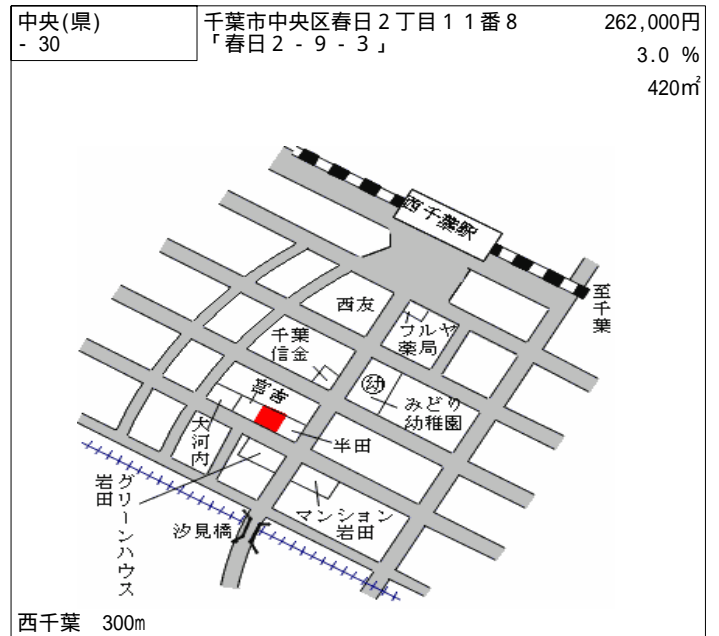 中央(県)
- 30
千葉市中央区春日２丁目１１番８
「春日２－９－３」
262,000円
3.0 %
420㎡
西千葉駅
至千葉
西友
フルヤ
薬局
千葉
信金
幼
みどり
幼稚園
宮吉
半田
大河内
グリーンハウス
岩田
マンション
岩田
汐見橋
西千葉 300m